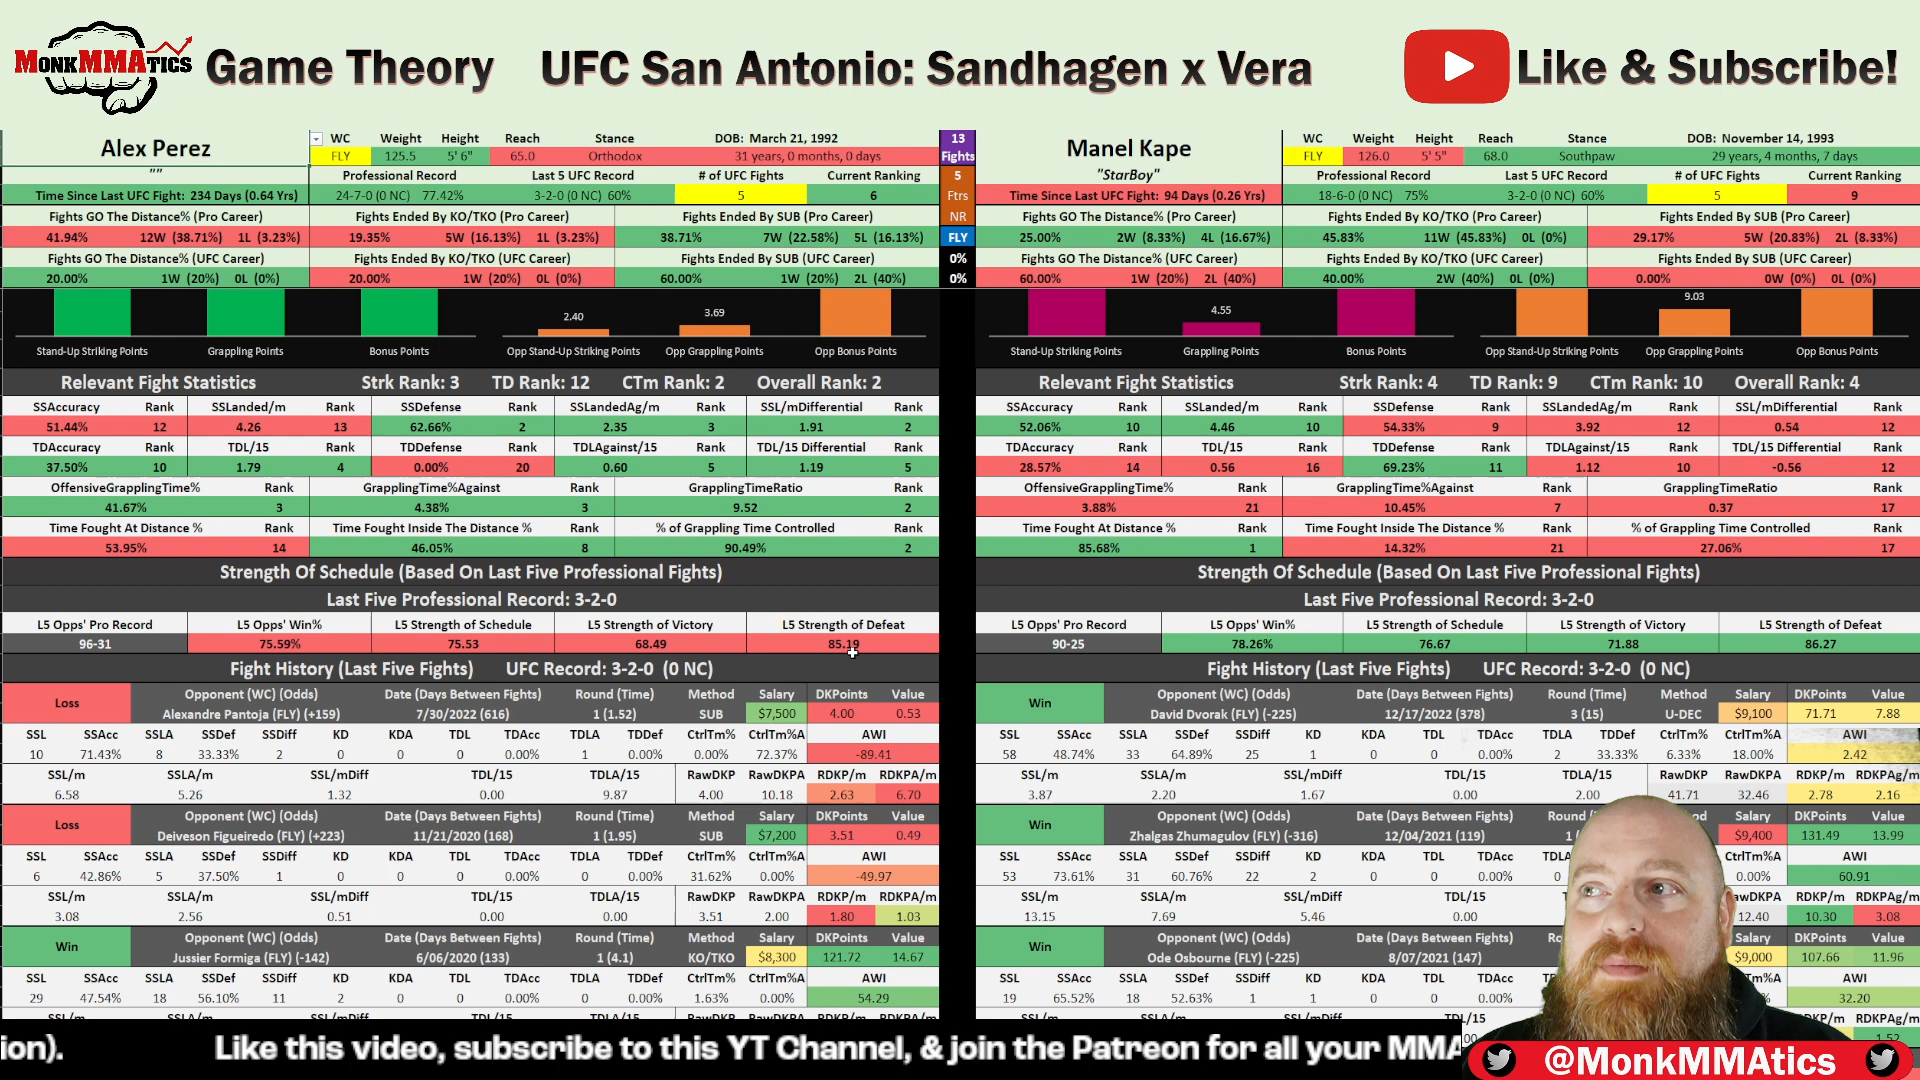 MONKMMATICS Game Theory UFC San Antonio: Sandhagen x Vera Like & Subscribe!
Alex Perez
""
Time Since Last UFC Fight: 234 Days (0.64 Yrs)
WC Weight Height Reach Stance DOB: March 21, 1992
FLY 125.5 5' 6" 65.0 Orthodox 31 years, 0 months, 0 days
Professional Record Last 5 UFC Record # of UFC Fights Current Ranking
24-7-0 (0 NC) 77.42% 3-2-0 (0 NC) 60% 5 6
Fights GO The Distance% (Pro Career) Fights Ended By KO/TKO (Pro Career) Fights Ended By SUB (Pro Career)
41.94% 12W (38.71%) 1L (3.23%) 19.35% 5W (16.13%) 1L (3.23%) 38.71% 7W (22.58%) 5L (16.13%)
Fights GO The Distance% (UFC Career) Fights Ended By KO/TKO (UFC Career) Fights Ended By SUB (UFC Career)
20.00% 1W (20%) 0L (0%) 20.00% 1W (20%) 0L (0%) 60.00% 1W (20%) 2L (40%)
2.40 3.69
Stand-Up Striking Points Grappling Points Bonus Points Opp Stand-Up Striking Points Opp Grappling Points Opp Bonus Points
Relevant Fight Statistics Strk Rank: 3 TD Rank: 12 CTm Rank: 2 Overall Rank: 2
SSAccuracy Rank SSLanded/m Rank SSDefense Rank SSLandedAg/m Rank SSL/mDifferential Rank
51.44% 12 4.26 13 62.66% 2 2.35 3 1.91 2
TDAccuracy Rank TDL/15 Rank TDDefense Rank TDLAgainst/15 Rank TDL/15 Differential Rank
37.50% 10 1.79 4 0.00% 20 0.60 5 1.19 5
OffensiveGrapplingTime% Rank GrapplingTime%Against Rank GrapplingTimeRatio Rank
41.67% 3 4.38% 3 9.52 2
Time Fought At Distance % Rank Time Fought Inside The Distance % Rank % of Grappling Time Controlled Rank
53.95% 14 46.05% 8 90.49% 2
Strength Of Schedule (Based On Last Five Professional Fights)
Last Five Professional Record: 3-2-0
L5 Opps' Pro Record L5 Opps' Win% L5 Strength of Schedule L5 Strength of Victory L5 Strength of Defeat
96-31 75.59% 75.53 68.49 85.19
Fight History (Last Five Fights) UFC Record: 3-2-0 (0 NC)
Loss Opponent (WC) (Odds) Date (Days Between Fights) Round (Time) Method Salary DKPoints Value
Alexandre Pantoja (FLY) (+159) 7/30/2022 (616) 1 (1.52) SUB $7,500 4.00 0.53
SSL SSAcc SSLA SSDef SSDiff KD KDA TDL TDAcc TDLA TDDef CtrlTm% CtrlTm%A AWI
10 71.43% 8 33.33% 2 0 0 0 0.00% 1 0.00% 0.00% 72.37% -89.41
SSL/m SSLA/m SSL/mDiff TDL/15 TDLA/15 RawDKP RawDKPA RDKP/m RDKPA/m
6.58 5.26 1.32 0.00 9.87 4.00 10.18 2.63 6.70
Loss Opponent (WC) (Odds) Date (Days Between Fights) Round (Time) Method Salary DKPoints Value
Deiveson Figueiredo (FLY) (+223) 11/21/2020 (168) 1 (1.95) SUB $7,200 3.51 0.49
SSL SSAcc SSLA SSDef SSDiff KD KDA TDL TDAcc TDLA TDDef CtrlTm% CtrlTm%A AWI
6 42.86% 5 37.50% 1 0 0 0 0.00% 0 0.00% 31.62% 0.00% -49.97
SSL/m SSLA/m SSL/mDiff TDL/15 TDLA/15 RawDKP RawDKPA RDKP/m RDKPA/m
3.08 2.56 0.51 0.00 0.00 3.51 2.00 1.80 1.03
Win Opponent (WC) (Odds) Date (Days Between Fights) Round (Time) Method Salary DKPoints Value
Jussier Formiga (FLY) (-142) 6/06/2020 (133) 1 (4.1) KO/TKO $8,300 121.72 14.67
SSL SSAcc SSLA SSDef SSDiff KD KDA TDL TDAcc TDLA TDDef CtrlTm% CtrlTm%A AWI
29 47.54% 18 56.10% 11 2 0 0 0.00% 0 0.00% 1.63% 0.00% 54.29
13
Fights
5
Ftrs
NR
FLY
0%
0%
Manel Kape
"StarBoy"
Time Since Last UFC Fight: 94 Days (0.26 Yrs)
WC Weight Height Reach Stance DOB: November 14, 1993
FLY 126.0 5' 5" 68.0 Southpaw 29 years, 4 months, 7 days
Professional Record Last 5 UFC Record # of UFC Fights Current Ranking
18-6-0 (0 NC) 75% 3-2-0 (0 NC) 60% 5 9
Fights GO The Distance% (Pro Career) Fights Ended By KO/TKO (Pro Career) Fights Ended By SUB (Pro Career)
25.00% 2W (8.33%) 4L (16.67%) 45.83% 11W (45.83%) 0L (0%) 29.17% 5W (20.83%) 2L (8.33%)
Fights GO The Distance% (UFC Career) Fights Ended By KO/TKO (UFC Career) Fights Ended By SUB (UFC Career)
60.00% 1W (20%) 2L (40%) 40.00% 2W (40%) 0L (0%) 0.00% 0W (0%) 0L (0%)
4.55 9.03
Stand-Up Striking Points Grappling Points Bonus Points Opp Stand-Up Striking Points Opp Grappling Points Opp Bonus Points
Relevant Fight Statistics Strk Rank: 4 TD Rank: 9 CTm Rank: 10 Overall Rank: 4
SSAccuracy Rank SSLanded/m Rank SSDefense Rank SSLandedAg/m Rank SSL/mDifferential Rank
52.06% 10 4.46 10 54.33% 9 3.92 12 0.54 12
TDAccuracy Rank TDL/15 Rank TDDefense Rank TDLAgainst/15 Rank TDL/15 Differential Rank
28.57% 14 0.56 16 69.23% 11 1.12 10 -0.56 12
OffensiveGrapplingTime% Rank GrapplingTime%Against Rank GrapplingTimeRatio Rank
3.88% 21 10.45% 7 0.37 17
Time Fought At Distance % Rank Time Fought Inside The Distance % Rank % of Grappling Time Controlled Rank
85.68% 1 14.32% 21 27.06% 17
Strength Of Schedule (Based On Last Five Professional Fights)
Last Five Professional Record: 3-2-0
L5 Opps' Pro Record L5 Opps' Win% L5 Strength of Schedule L5 Strength of Victory L5 Strength of Defeat
90-25 78.26% 76.67 71.88 86.27
Fight History (Last Five Fights) UFC Record: 3-2-0 (0 NC)
Win Opponent (WC) (Odds) Date (Days Between Fights) Round (Time) Method Salary DKPoints Value
David Dvorak (FLY) (-225) 12/17/2022 (378) 3 (15) U-DEC $9,100 71.71 7.88
SSL SSAcc SSLA SSDef SSDiff KD KDA TDL TDAcc TDLA TDDef CtrlTm% CtrlTm%A AWI
58 48.74% 33 64.89% 25 1 0 0 0.00% 2 33.33% 6.33% 18.00% 2.42
SSL/m SSLA/m SSL/mDiff TDL/15 TDLA/15 RawDKP RawDKPA RDKP/m RDKPAg/m
3.87 2.20 1.67 0.00 2.00 41.71 32.46 2.78 2.16
Win Opponent (WC) (Odds) Date (Days Between Fights) Salary DKPoints Value
Zhalgas Zhumagulov (FLY) (-316) 12/04/2021 (119) $9,400 131.49 13.99
SSL SSAcc SSLA SSDef SSDiff KD KDA TDL TDAcc CtrlTm%A AWI
53 73.61% 31 60.76% 22 2 0 0 0.00% 0 0.00% 60.91
SSL/m SSLA/m SSL/mDiff TDL/15 RDKP/m RDKPAg/m
13.15 7.69 5.46 0.00 12.40 10.30 3.08
Win Opponent (WC) (Odds) Date (Days Between Fights) Salary DKPoints Value
Ode Osbourne (FLY) (-225) 8/07/2021 (147) $9,000 107.66 11.96
SSL SSAcc SSLA SSDef SSDiff KD KDA TDL TDAcc AWI
19 65.52% 18 52.63% 1 1 0 0 0.00% 32.20
ion). Like this video, subscribe to this YT Channel, & join the Patreon for all your MMA
@MonkMMAtics